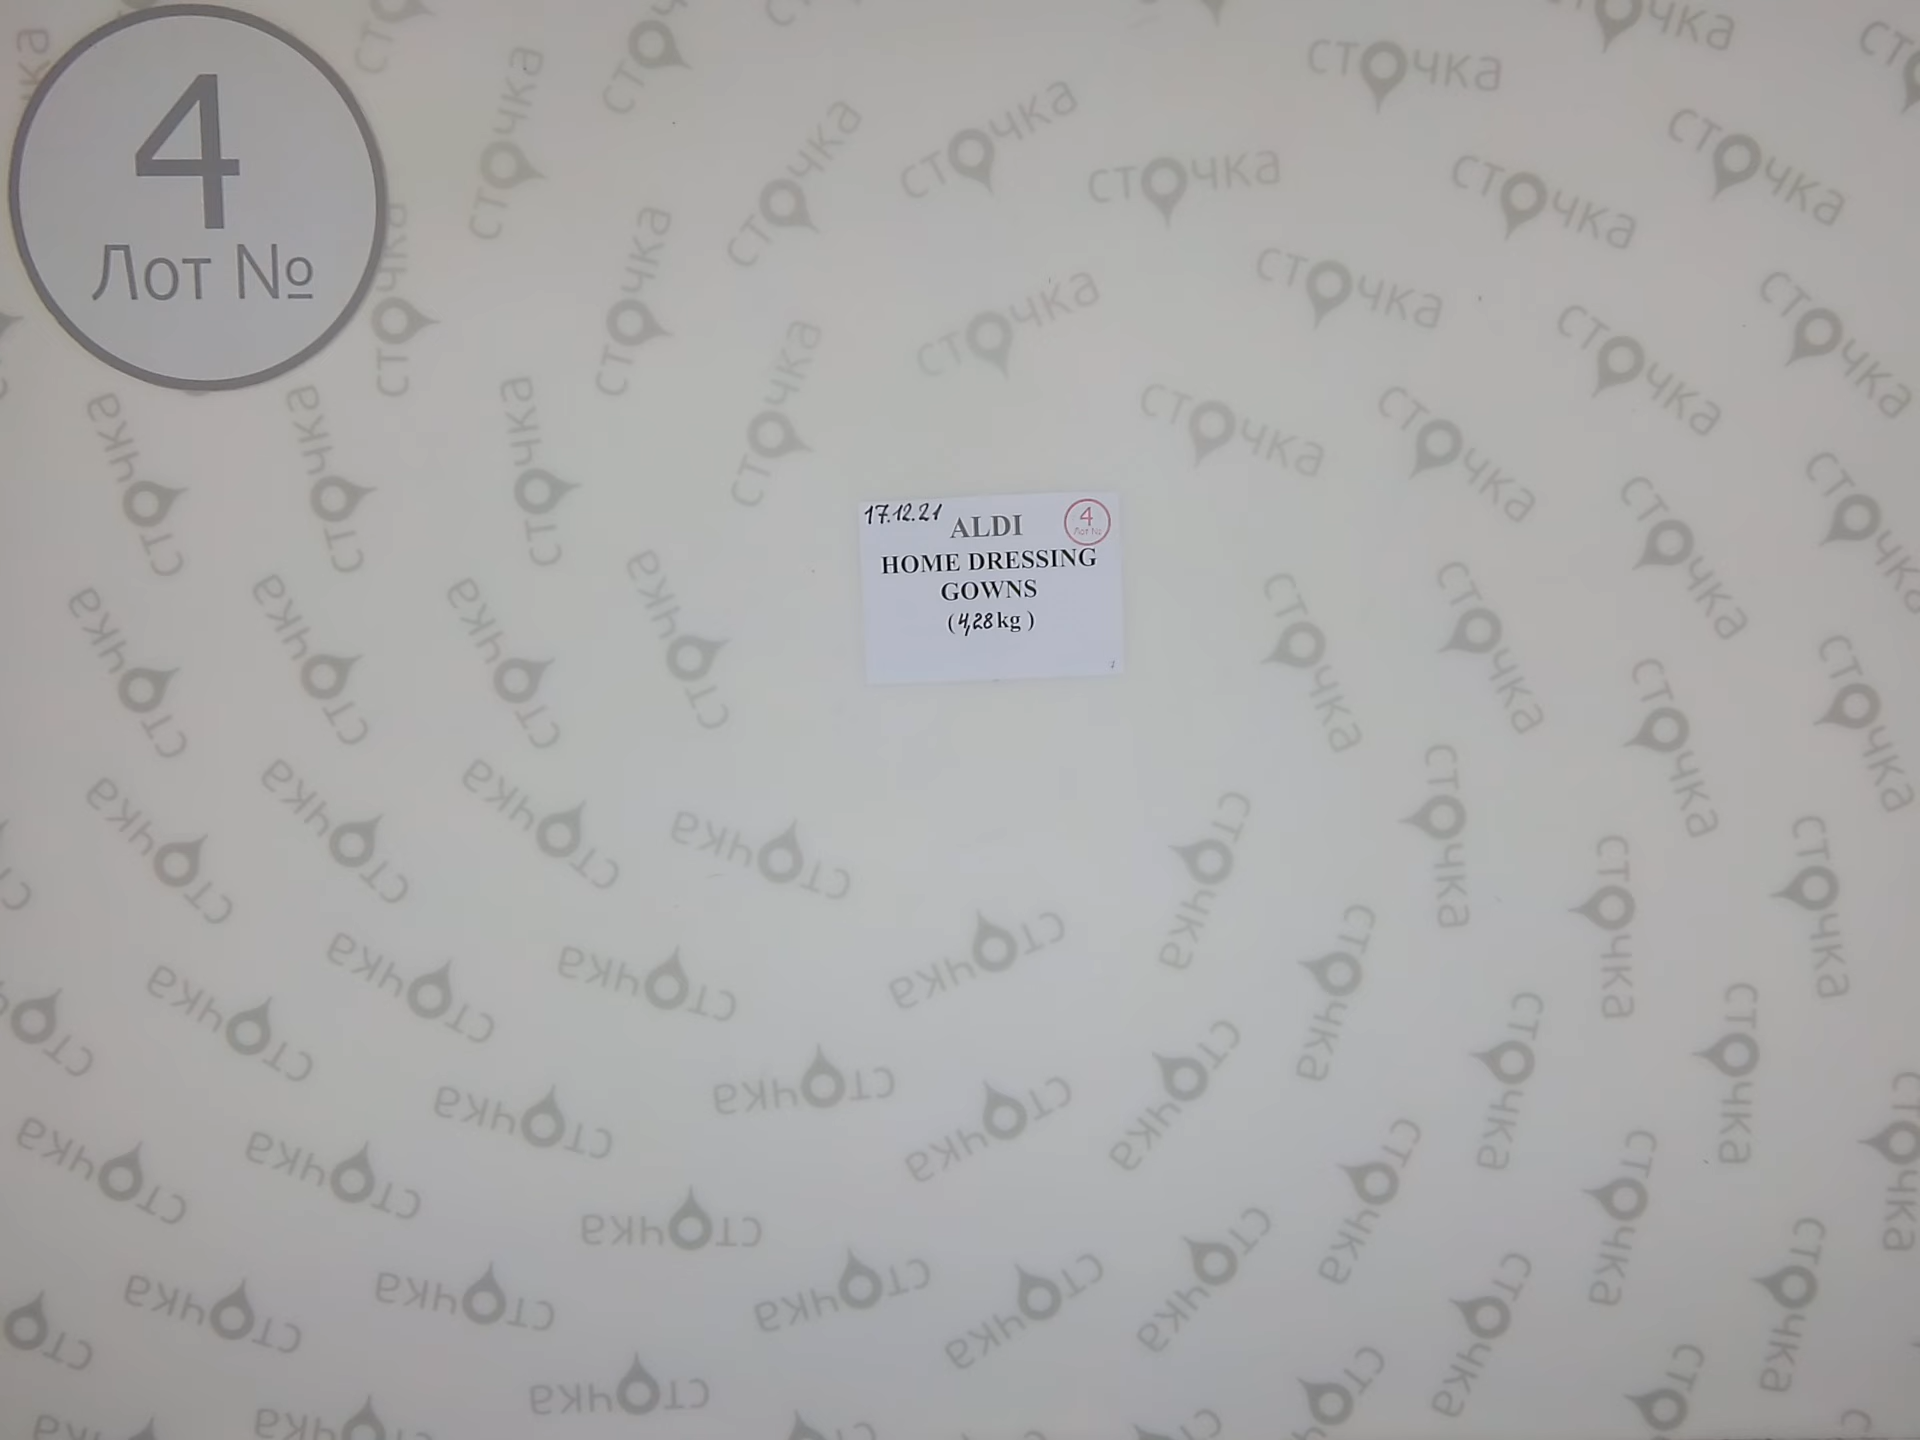 4
Лот №
сточка
17.12.21
ALDI
4
Лот №
HOME DRESSING
GOWNS
(4,28 kg)